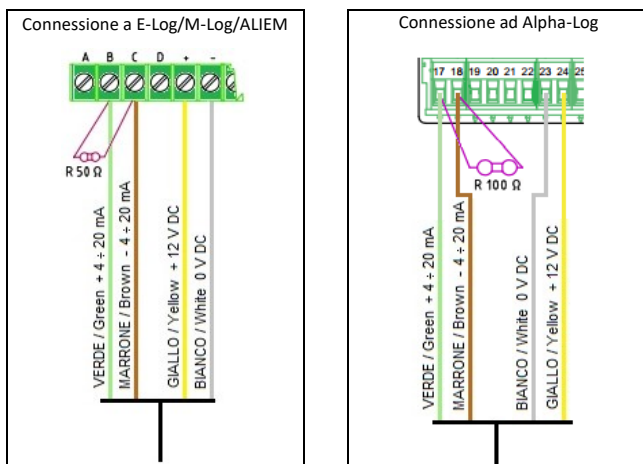 Connessione a E-Log/M-Log/ALIEM
A B C D + -
R 50 Ω
VERDE / Green + 4 ÷ 20 mA
MARRONE / Brown - 4 ÷ 20 mA
GIALLO / Yellow + 12 V DC
BIANCO / White 0 V DC
Connessione ad Alpha-Log
17 18 19 20 21 22 23 24 25
R 100 Ω
VERDE / Green + 4 ÷ 20 mA
MARRONE / Brown - 4 ÷ 20 mA
BIANCO / White 0 V DC
GIALLO / Yellow + 12 V DC